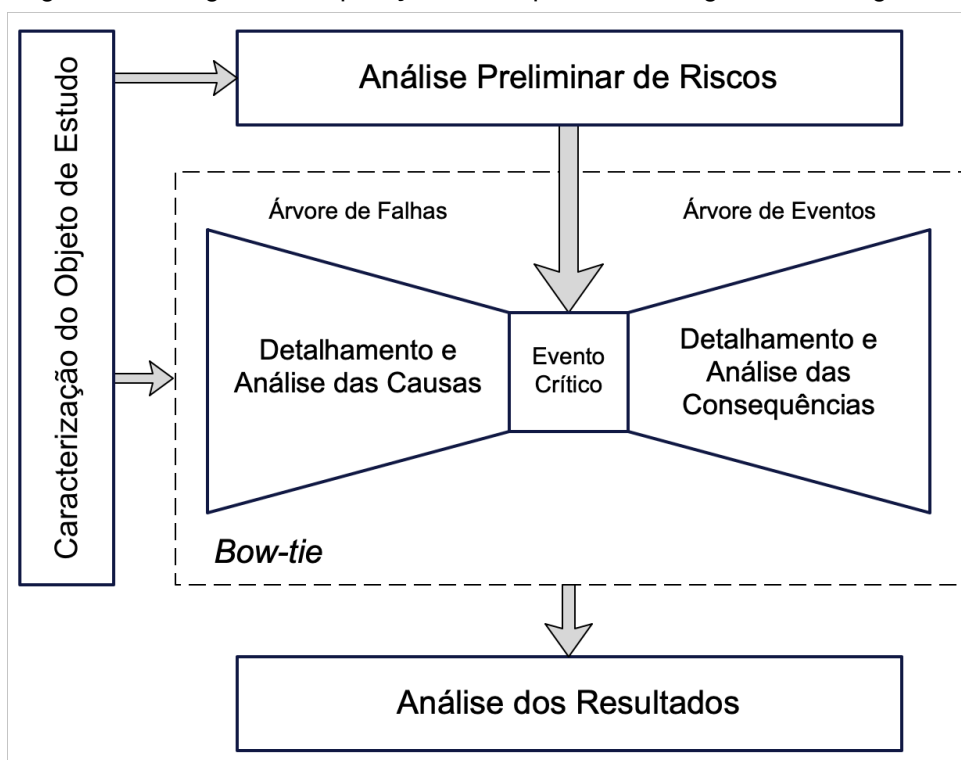 Análise Preliminar de Riscos
Caracterização do Objeto de Estudo
Árvore de Falhas
Árvore de Eventos
Detalhamento e
Análise das Causas
Evento
Crítico
Detalhamento e
Análise das
Consequências
Bow-tie
Análise dos Resultados